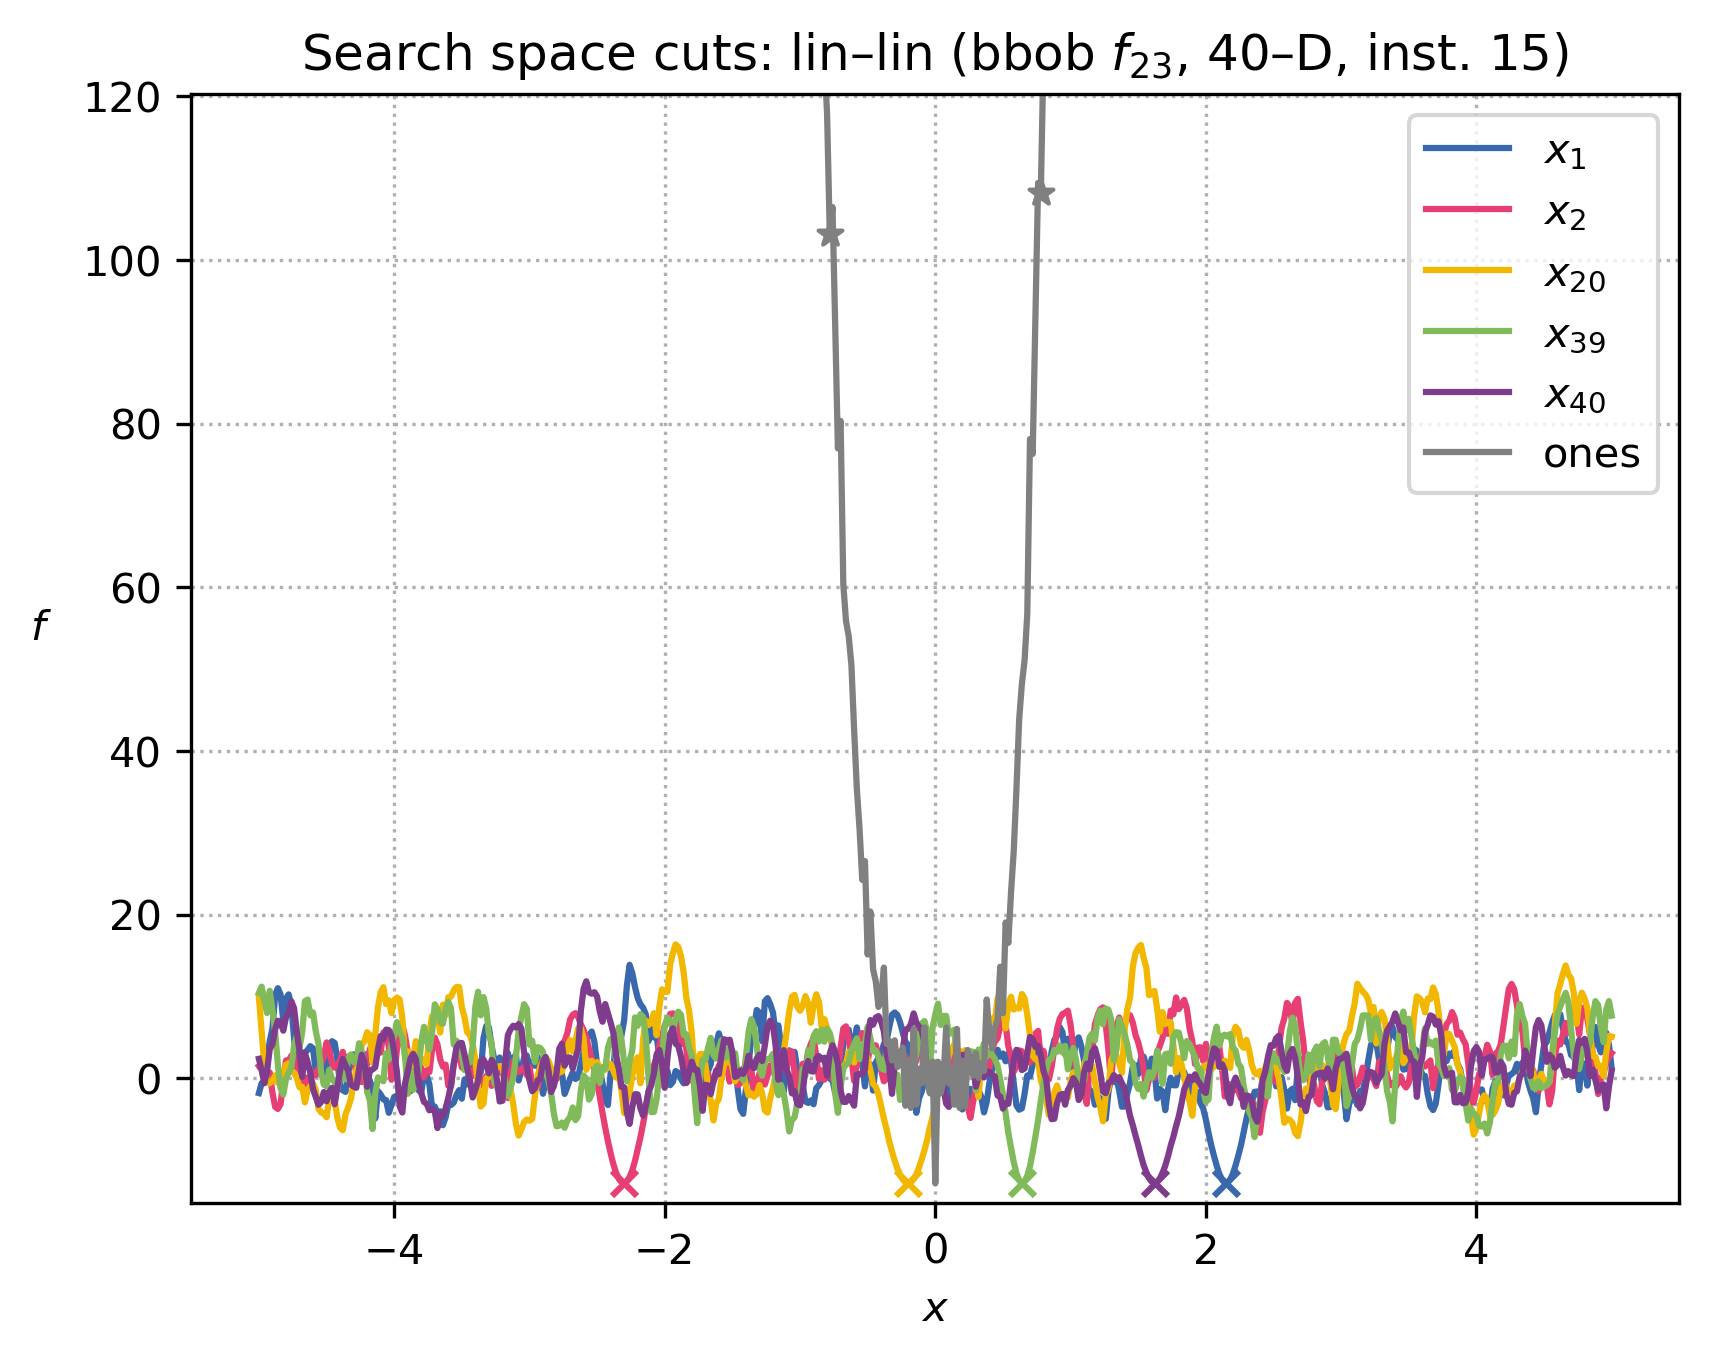 Search space cuts: lin–lin (bbob f₂₃, 40–D, inst. 15)
120
100
80
60
40
20
0
f
−4
−2
0
2
4
x
x₁
x₂
x₂₀
x₃₉
x₄₀
ones